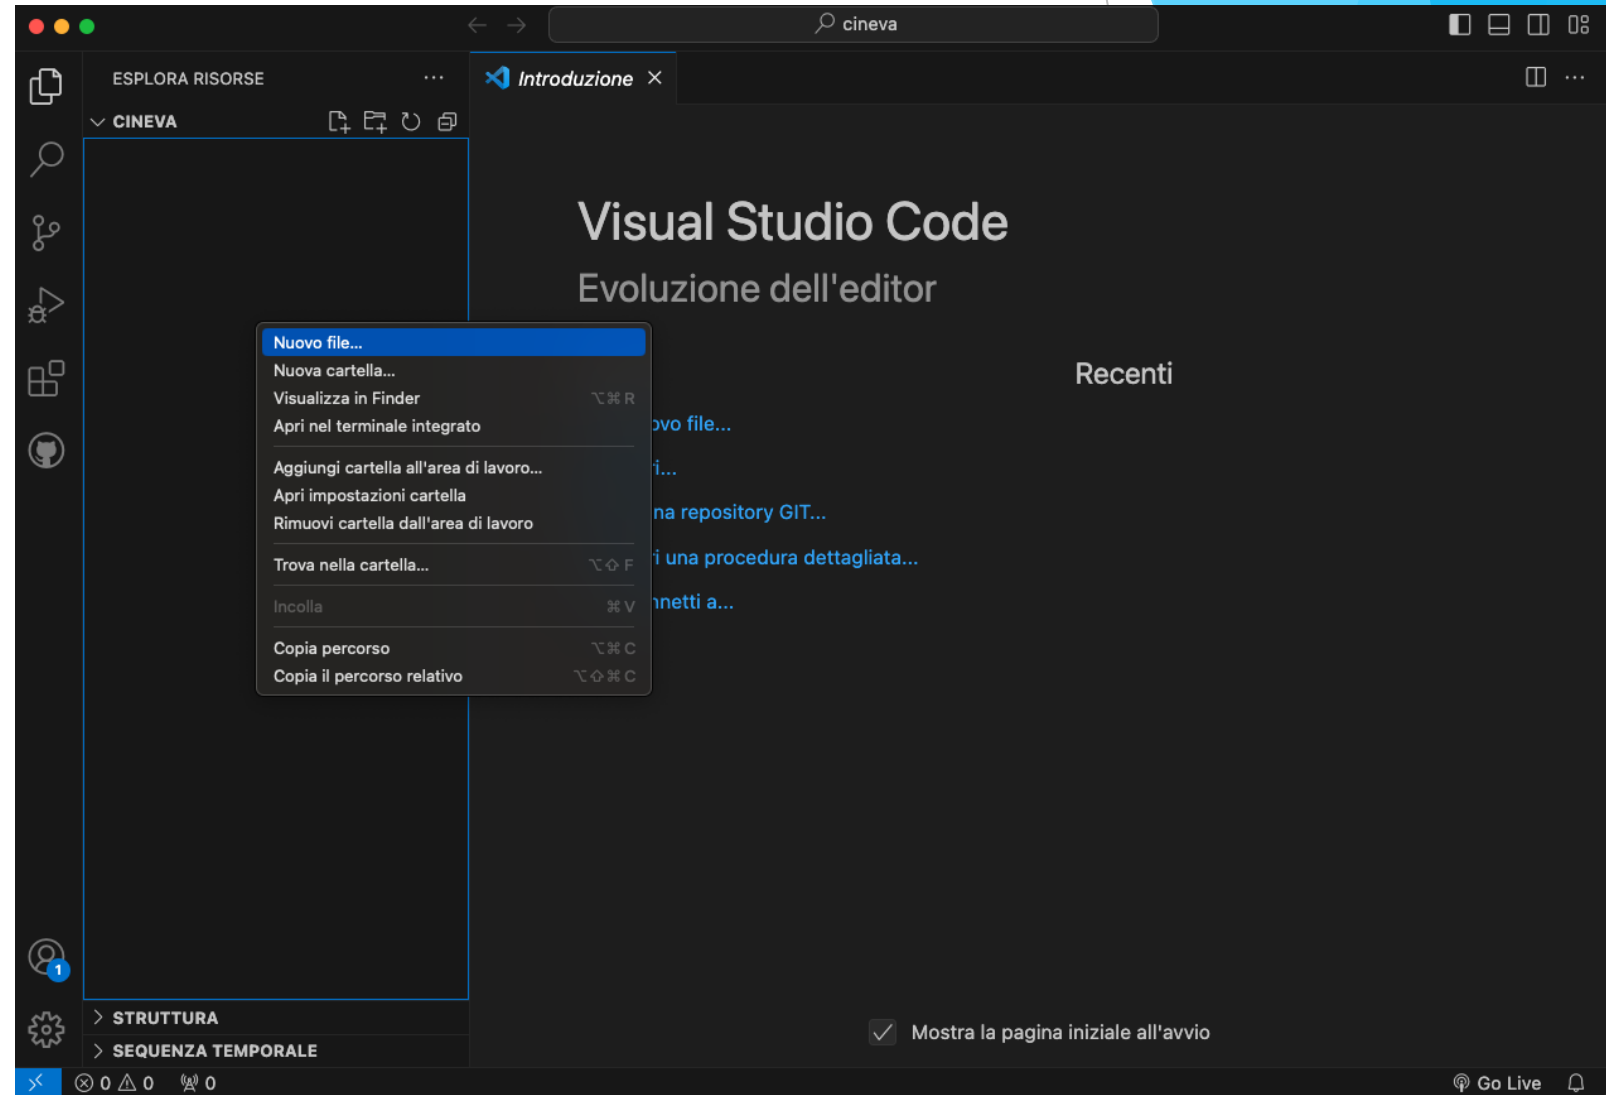 cineva
ESPLORA RISORSE
Introduzione
CINEVA
Visual Studio Code
Evoluzione dell'editor
Nuovo file...
Nuova cartella...
Visualizza in Finder ⌥⌘R
Apri nel terminale integrato
Aggiungi cartella all'area di lavoro...
Apri impostazioni cartella
Rimuovi cartella dall'area di lavoro
Trova nella cartella... ⌥⇧F
Incolla ⌘V
Copia percorso ⌥⌘C
Copia il percorso relativo ⌥⇧⌘C
Recenti
file...
repository GIT...
una procedura dettagliata...
a...
1
STRUTTURA
SEQUENZA TEMPORALE
Mostra la pagina iniziale all'avvio
0 0 0
Go Live